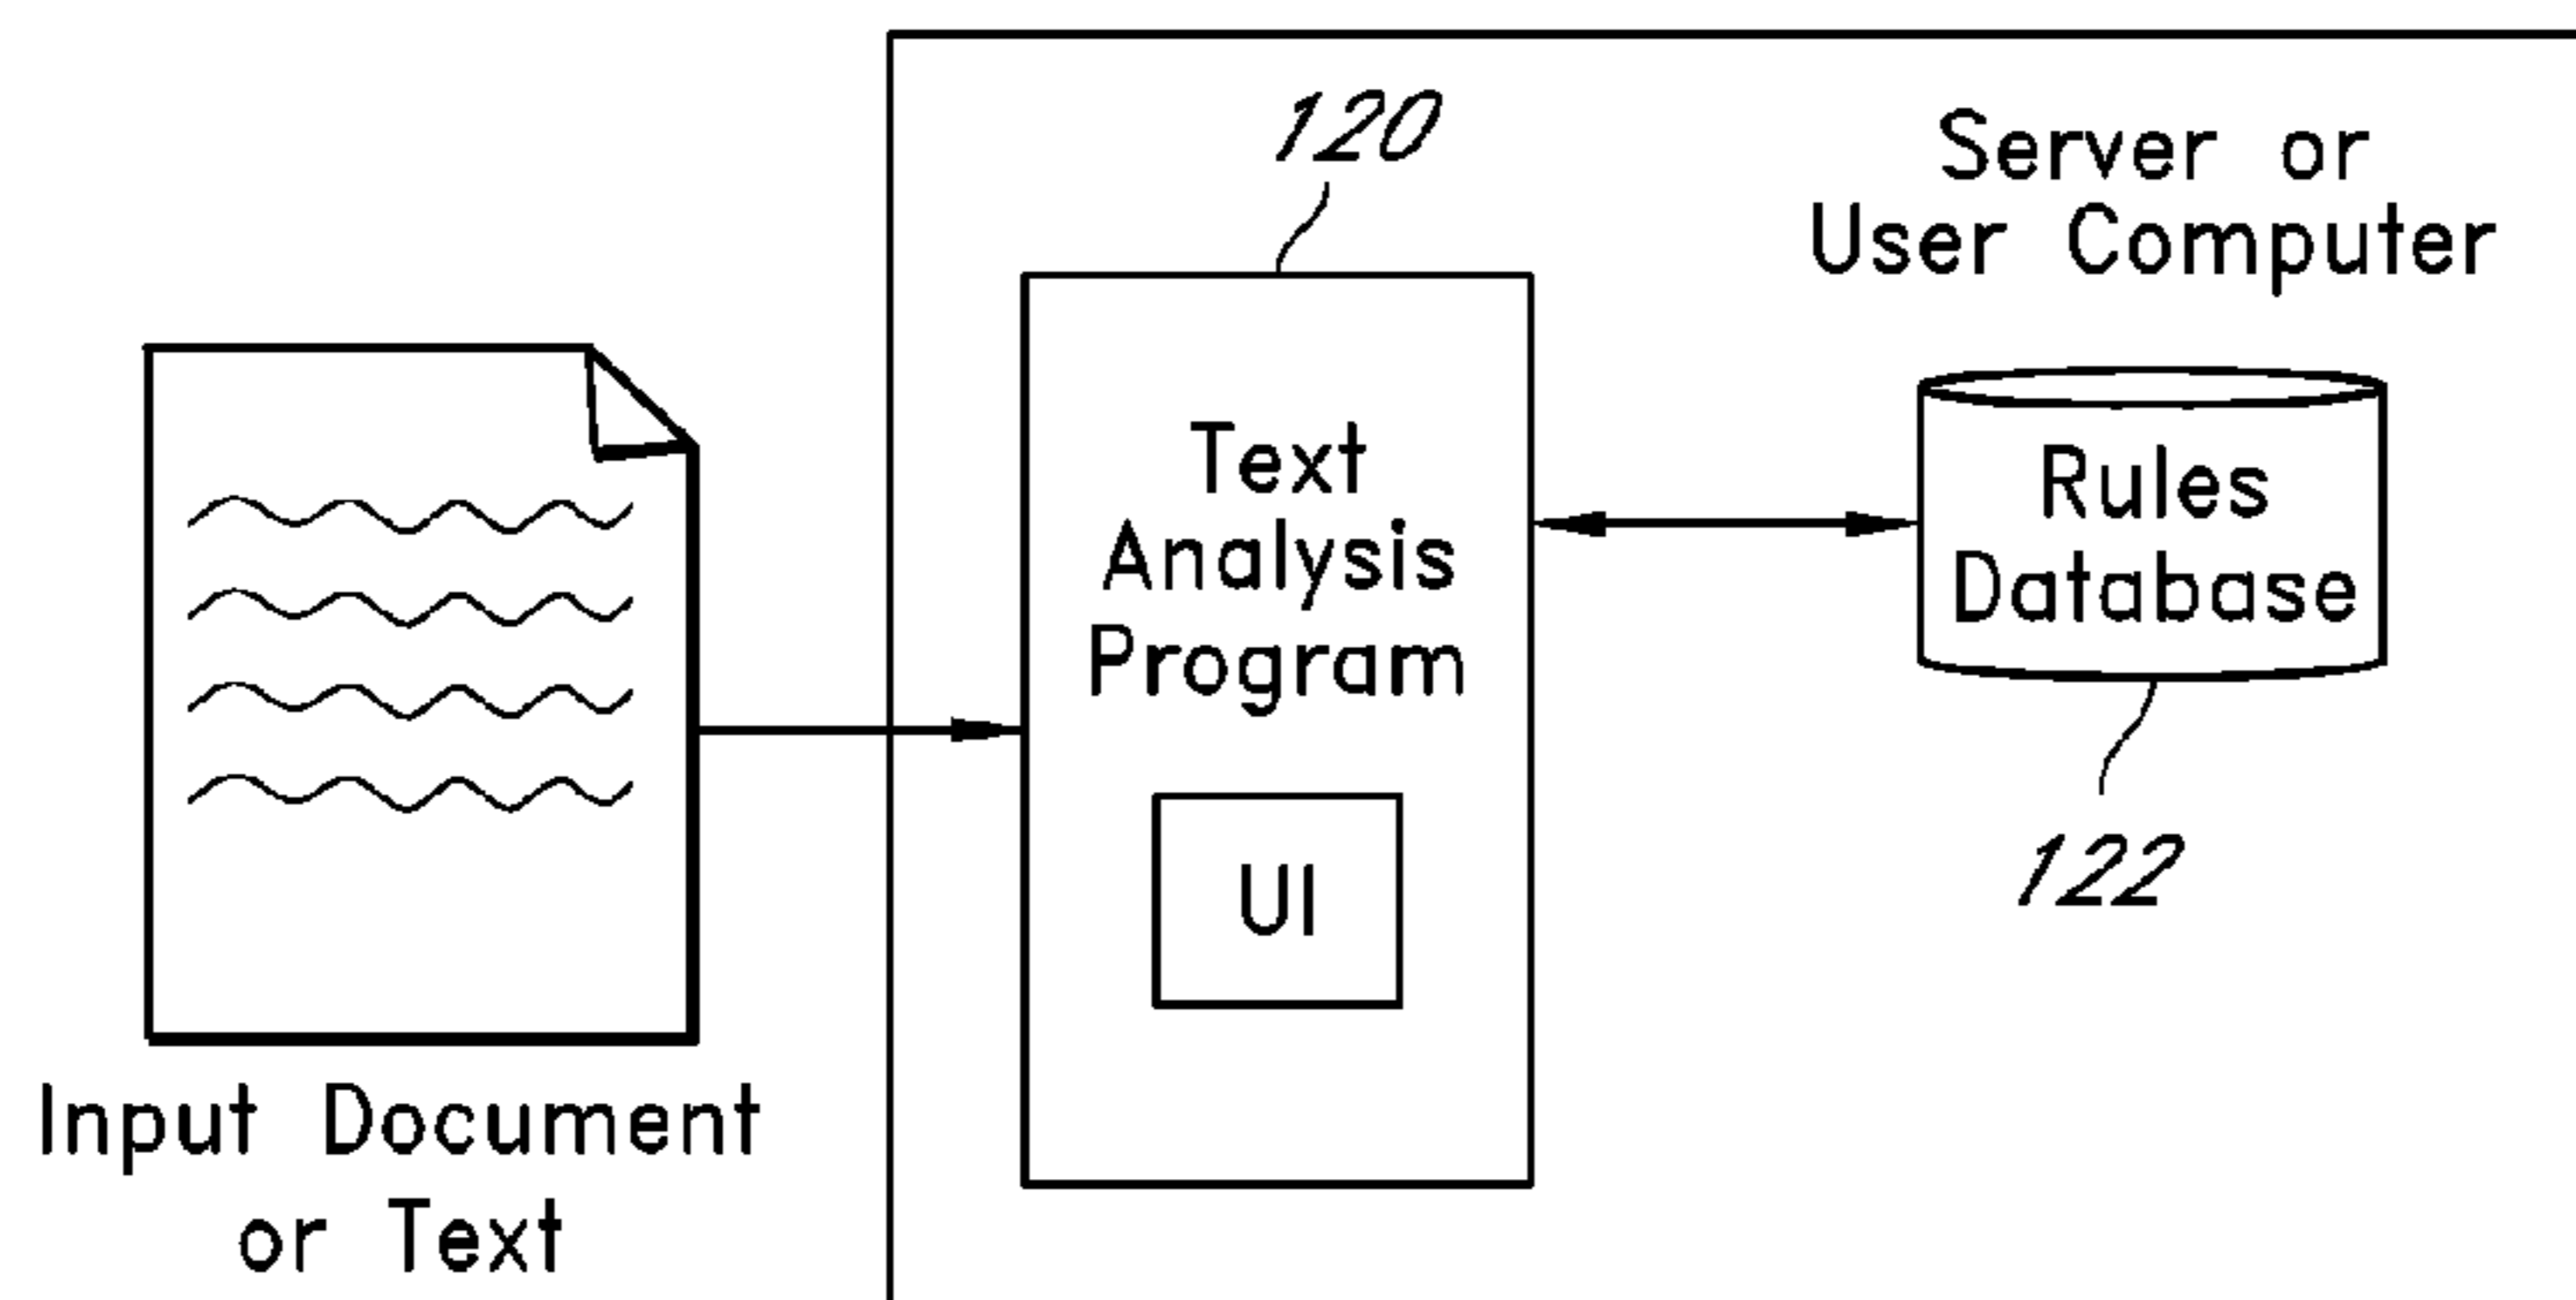 120
Server or
User Computer
Text
Analysis
Program
UI
Rules
Database
122
Input Document
or Text